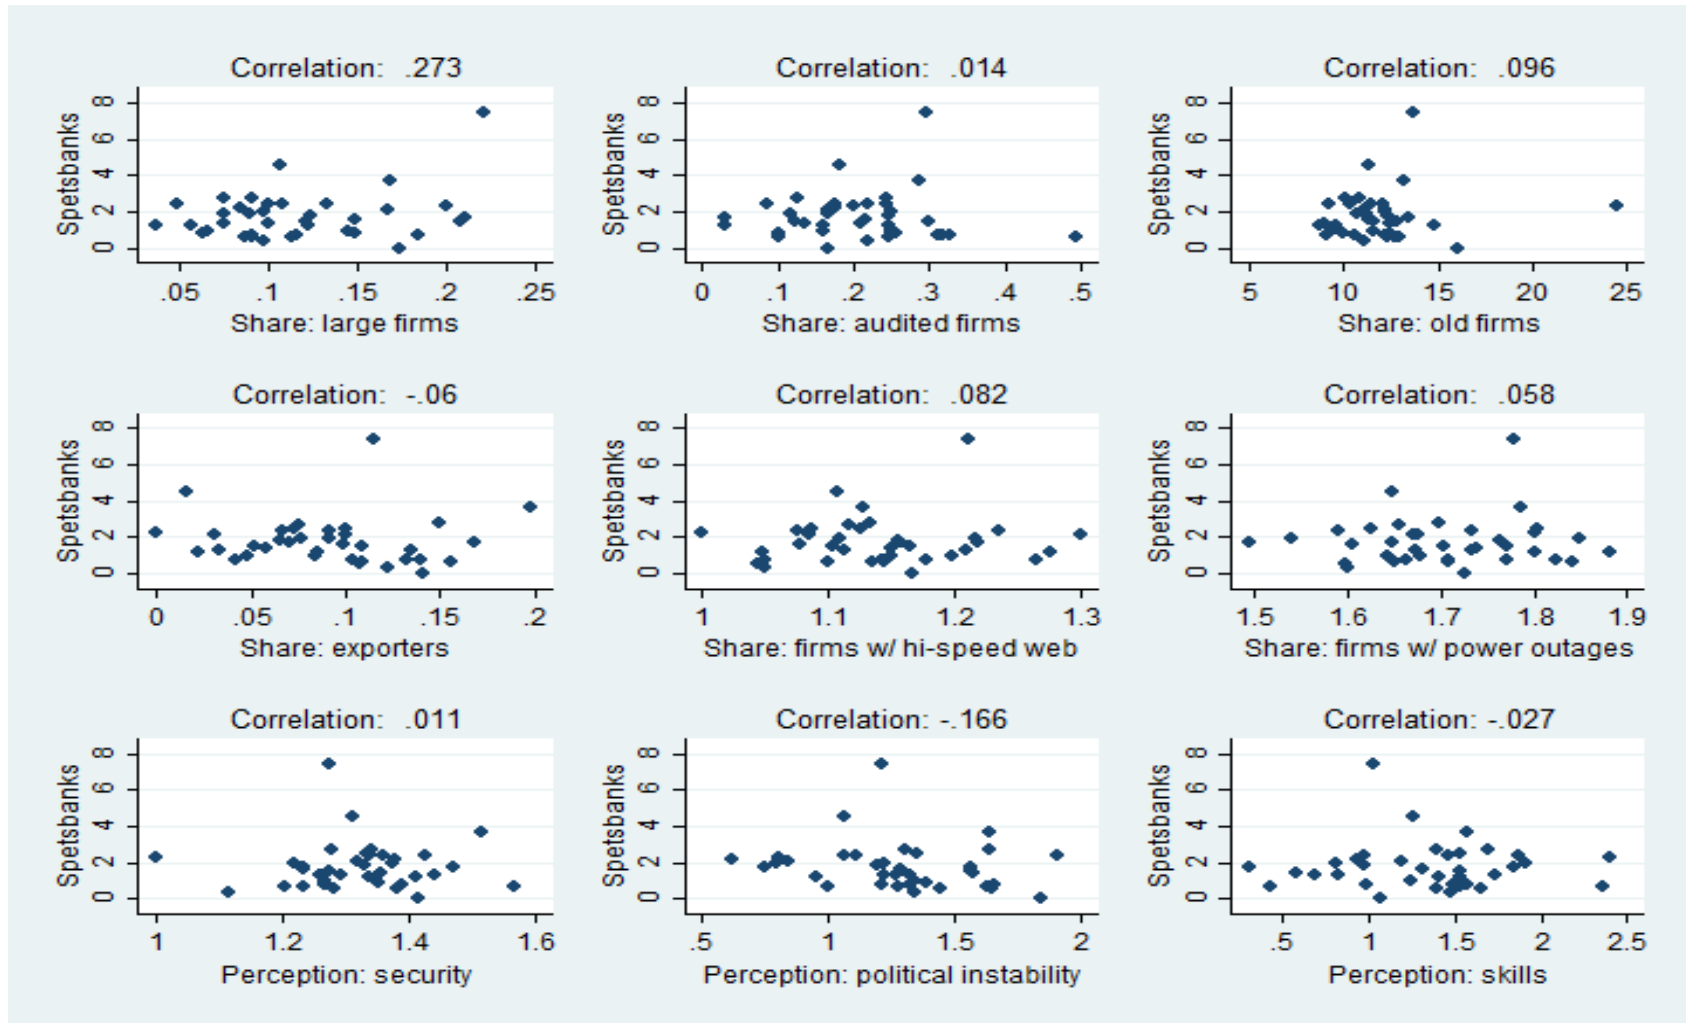 Correlation: .273 Correlation: .014 Correlation: .096
Spetsbanks Spetsbanks Spetsbanks
8 8 8
6 6 6
4 4 4
2 2 2
0 0 0
.05 .1 .15 .2 .25 0 .1 .2 .3 .4 .5 5 10 15 20 25
Share: large firms Share: audited firms Share: old firms
Correlation: -.06 Correlation: .082 Correlation: .058
Spetsbanks Spetsbanks Spetsbanks
8 8 8
6 6 6
4 4 4
2 2 2
0 0 0
0 .05 .1 .15 .2 1 1.1 1.2 1.3 1.5 1.6 1.7 1.8 1.9
Share: exporters Share: firms w/ hi-speed web Share: firms w/ power outages
Correlation: .011 Correlation: -.166 Correlation: -.027
Spetsbanks Spetsbanks Spetsbanks
8 8 8
6 6 6
4 4 4
2 2 2
0 0 0
1 1.2 1.4 1.6 .5 1 1.5 2 .5 1 1.5 2 2.5
Perception: security Perception: political instability Perception: skills